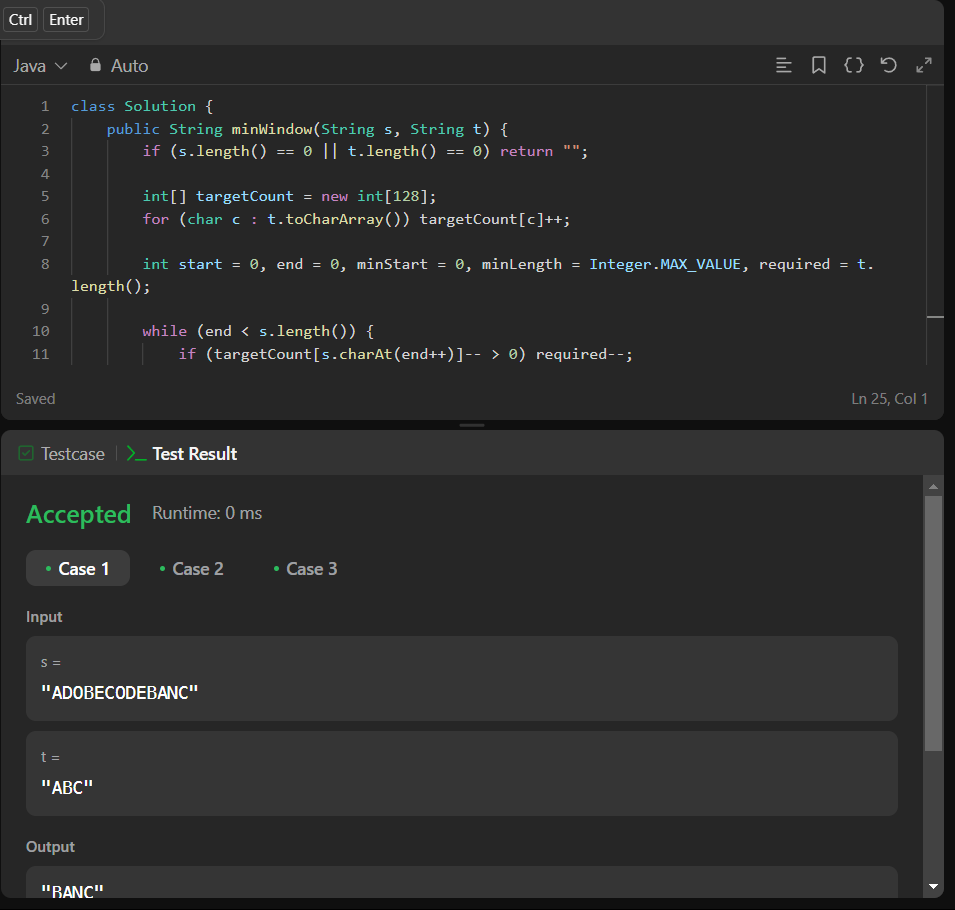 Ctrl Enter
Java Auto
1 class Solution {
2 public String minWindow(String s, String t) {
3 if (s.length() == 0 || t.length() == 0) return "";
4
5 int[] targetCount = new int[128];
6 for (char c : t.toCharArray()) targetCount[c]++;
7
8 int start = 0, end = 0, minStart = 0, minLength = Integer.MAX_VALUE, required = t.
length();
9
10 while (end < s.length()) {
11 if (targetCount[s.charAt(end++)]-- > 0) required--;
Saved Ln 25, Col 1
Testcase Test Result
Accepted Runtime: 0 ms
Case 1 Case 2 Case 3
Input
s =
"ADOBECODEBANC"
t =
"ABC"
Output
"BANC"